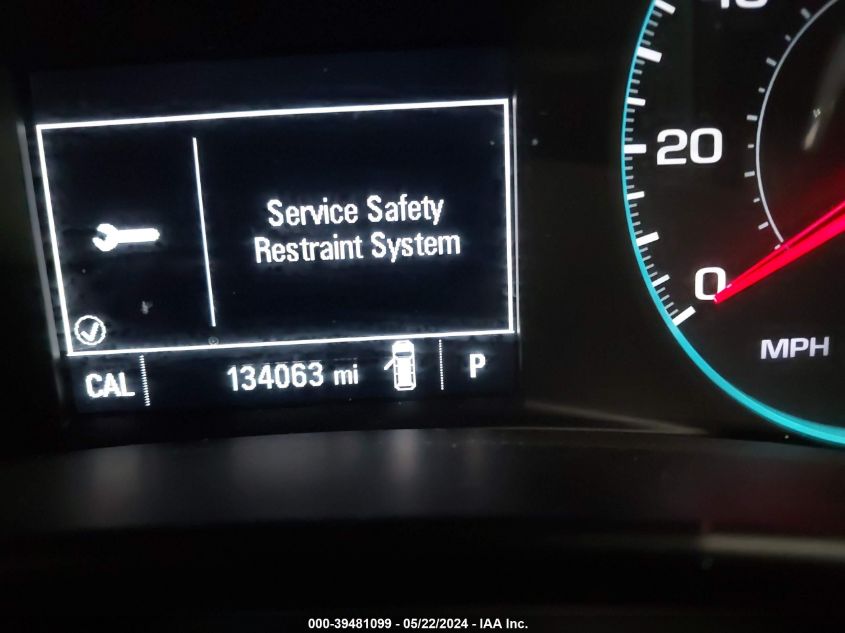 Service Safety
Restraint System
CAL 134063 mi P
20
0
MPH
000-39481099 - 05/22/2024 - IAA Inc.